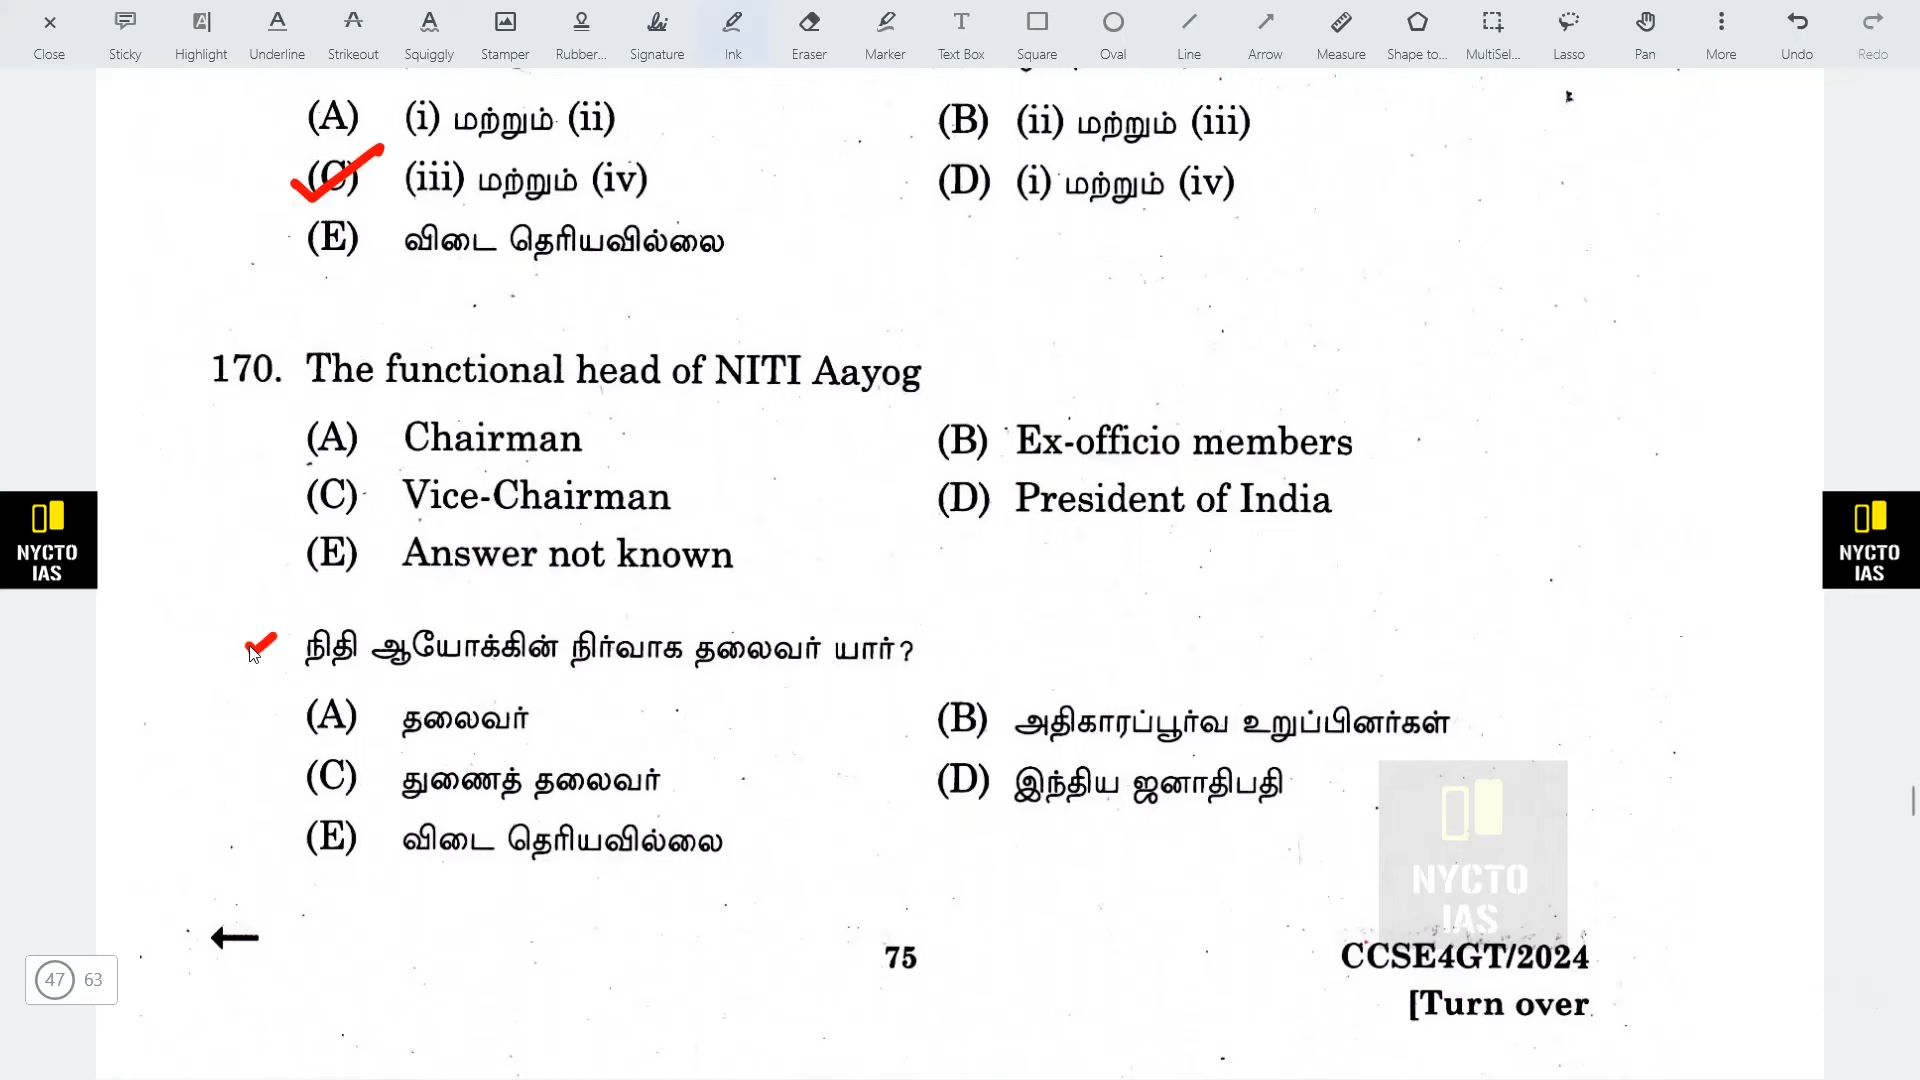 Close Sticky Highlight Underline Strikeout Squiggly Stamper Rubber... Signature Ink Eraser Marker Text Box Square Oval Line Arrow Measure Shape to... MultiSel... Lasso Pan More Undo Redo
(A) (i) மற்றும் (ii) (B) (ii) மற்றும் (iii)
(C) (iii) மற்றும் (iv) (D) (i) மற்றும் (iv)
(E) விடை தெரியவில்லை
170. The functional head of NITI Aayog
(A) Chairman (B) Ex-officio members
(C) Vice-Chairman (D) President of India
(E) Answer not known
NYCTO
IAS
NYCTO
IAS
நிதி ஆயோக்கின் நிர்வாக தலைவர் யார்?
(A) தலைவர் (B) அதிகாரப்பூர்வ உறுப்பினர்கள்
(C) துணைத் தலைவர் (D) இந்திய ஜனாதிபதி
(E) விடை தெரியவில்லை
NYCTO
IAS
75 CCSE4GT/2024
[Turn over
47 63